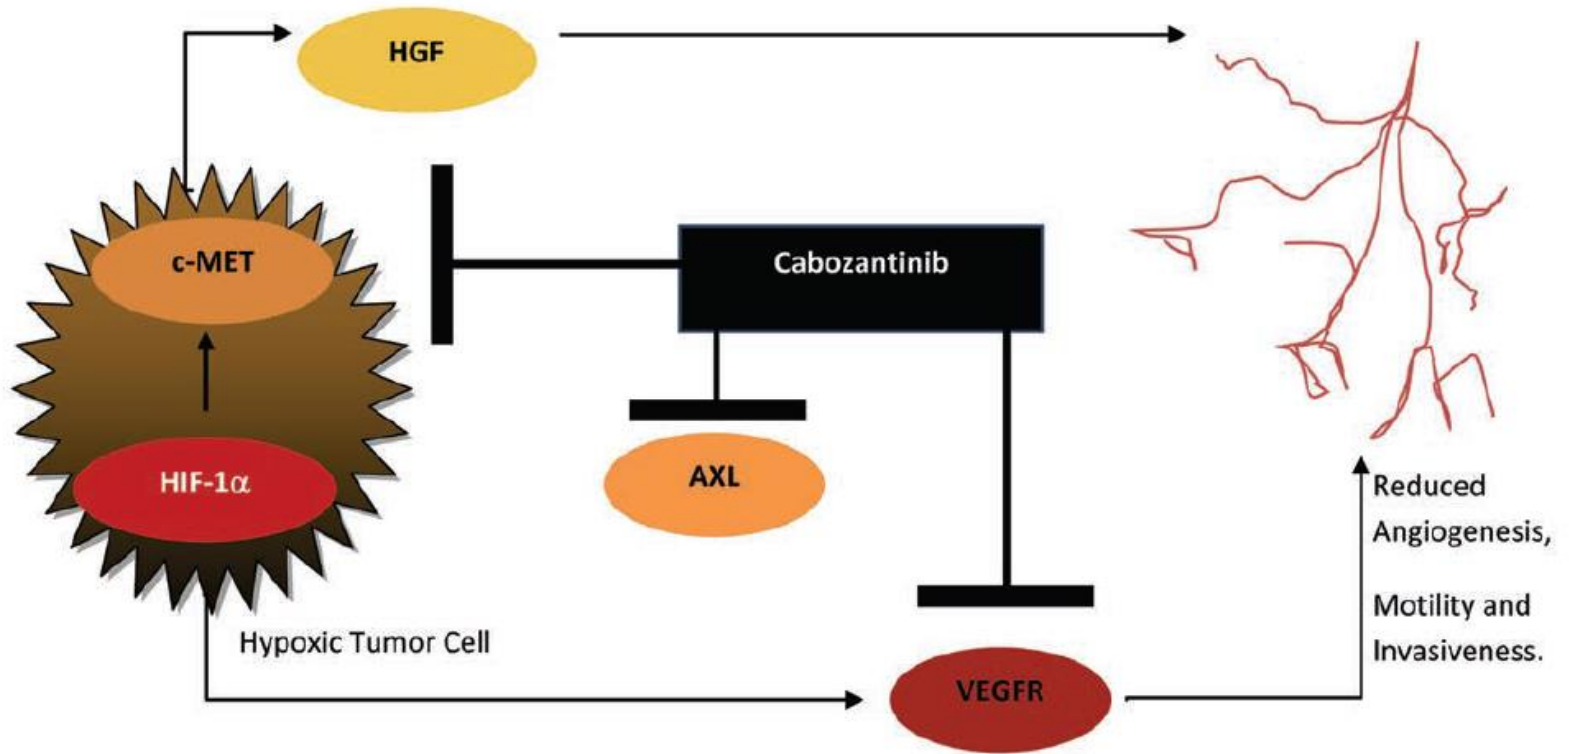 HGF
c-MET
Cabozantinib
HIF-1α
AXL
Reduced
Angiogenesis,
Motility and
Invasiveness.
Hypoxic Tumor Cell
VEGFR